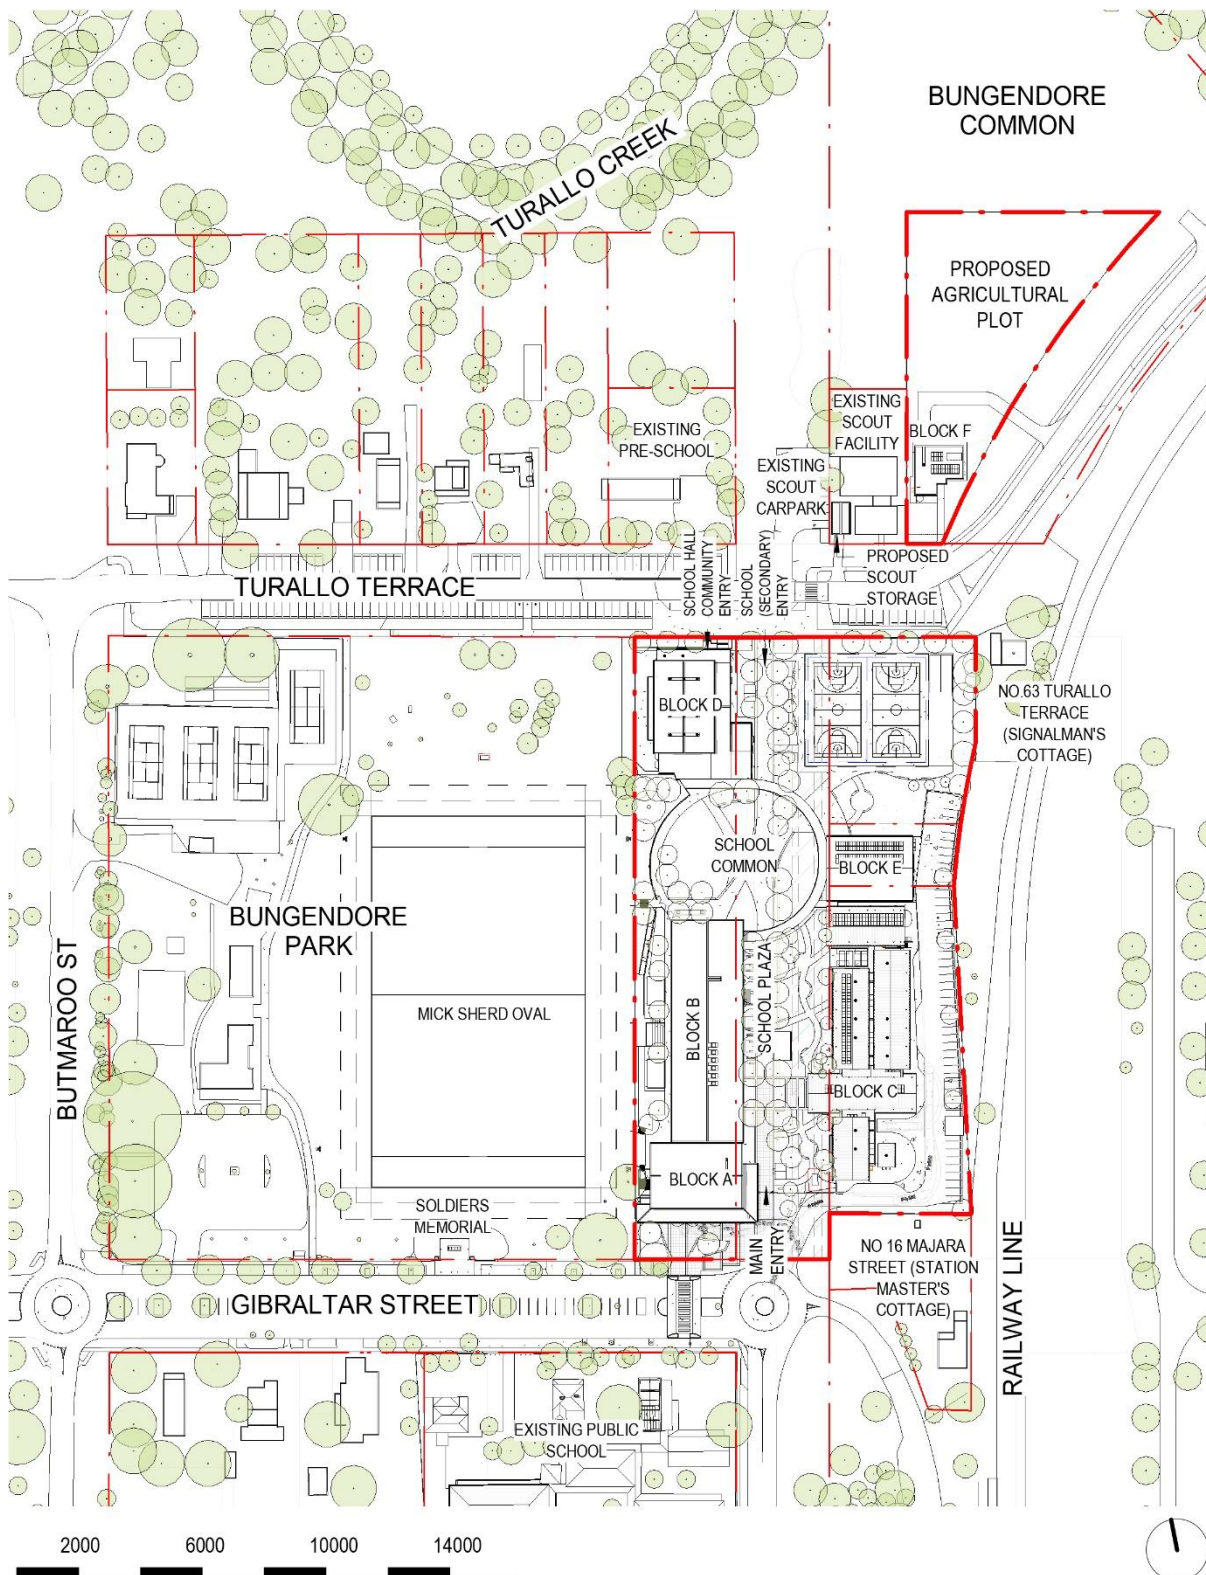 BUNGENDORE
COMMON
TURALLO CREEK
PROPOSED
AGRICULTURAL
PLOT
EXISTING
SCOUT
FACILITY
BLOCK F
EXISTING
PRE-SCHOOL
EXISTING
SCOUT
CARPARK
SCHOOL HALL
COMMUNITY
ENTRY
SCHOOL
(SECONDARY)
ENTRY
PROPOSED
SCOUT
STORAGE
TURALLO TERRACE
BLOCK D
NO.63 TURALLO
TERRACE
(SIGNALMAN'S
COTTAGE)
SCHOOL
COMMON
BLOCK E
BUNGENDORE
PARK
BUTMAROO ST
MICK SHERD OVAL
BLOCK B
SCHOOL PLAZA
BLOCK C
BLOCK A
SOLDIERS
MEMORIAL
MAIN
ENTRY
NO 16 MAJARA
STREET (STATION
MASTER'S
COTTAGE)
RAILWAY LINE
GIBRALTAR STREET
EXISTING PUBLIC
SCHOOL
2000 6000 10000 14000